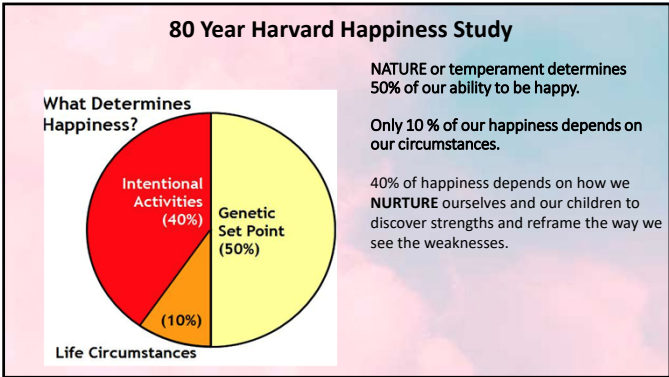 80 Year Harvard Happiness Study
What Determines
Happiness?
Intentional
Activities
(40%)
Genetic
Set Point
(50%)
(10%)
Life Circumstances
NATURE or temperament determines
50% of our ability to be happy.
Only 10 % of our happiness depends on
our circumstances.
40% of happiness depends on how we
NURTURE ourselves and our children to
discover strengths and reframe the way we
see the weaknesses.